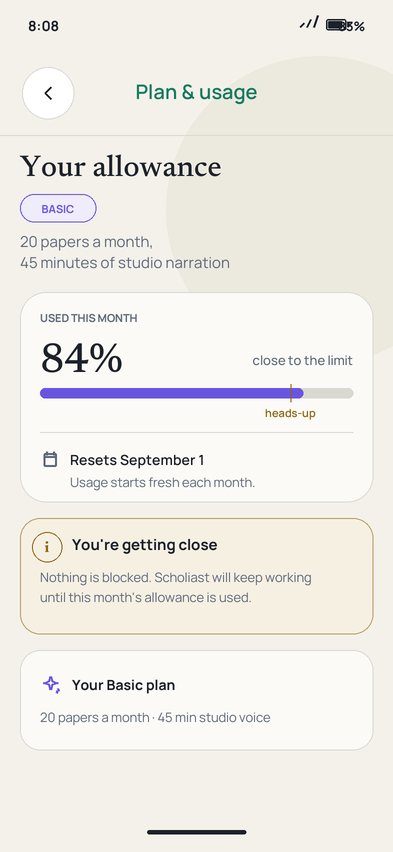 8:08
Plan & usage
Your allowance
BASIC
20 papers a month,
45 minutes of studio narration
USED THIS MONTH
84%
close to the limit
heads-up
Resets September 1
Usage starts fresh each month.
i
You're getting close
Nothing is blocked. Scholiast will keep working
until this month's allowance is used.
Your Basic plan
20 papers a month · 45 min studio voice